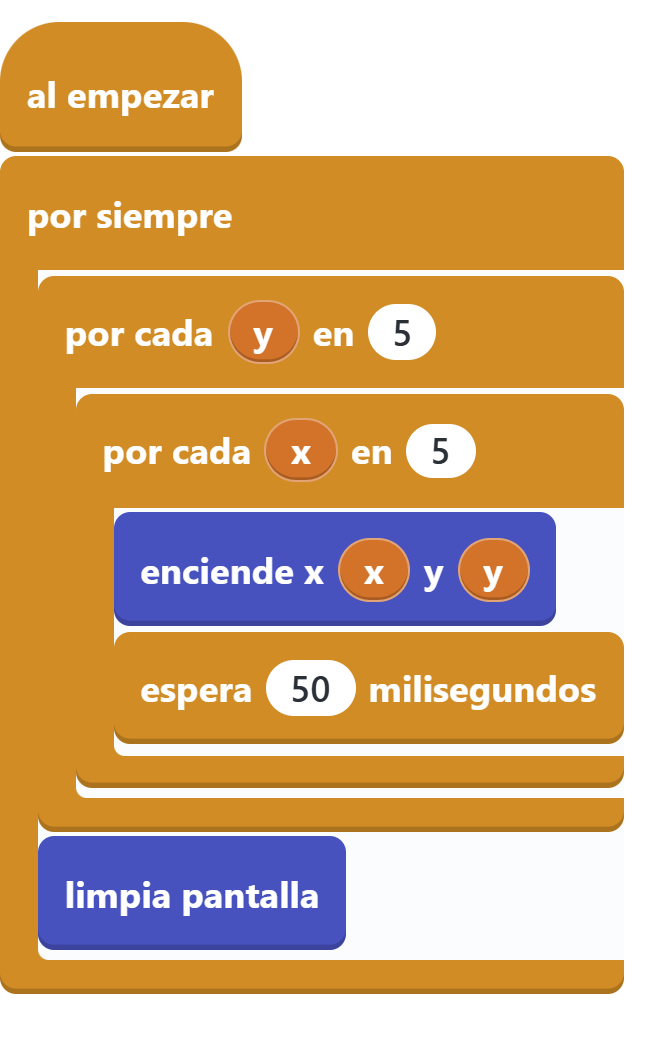 al empezar
por siempre
por cada y en 5
por cada x en 5
enciende x x y y
espera 50 milisegundos
limpia pantalla